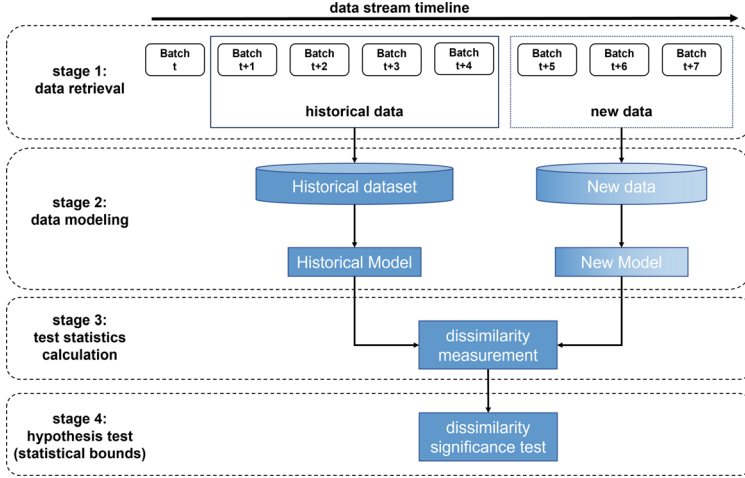 data stream timeline
stage 1:
data retrieval
Batch
t
Batch
t+1
Batch
t+2
Batch
t+3
Batch
t+4
Batch
t+5
Batch
t+6
Batch
t+7
historical data
new data
stage 2:
data modeling
Historical dataset
New data
Historical Model
New Model
stage 3:
test statistics
calculation
dissimilarity
measurement
stage 4:
hypothesis test
(statistical bounds)
dissimilarity
significance test